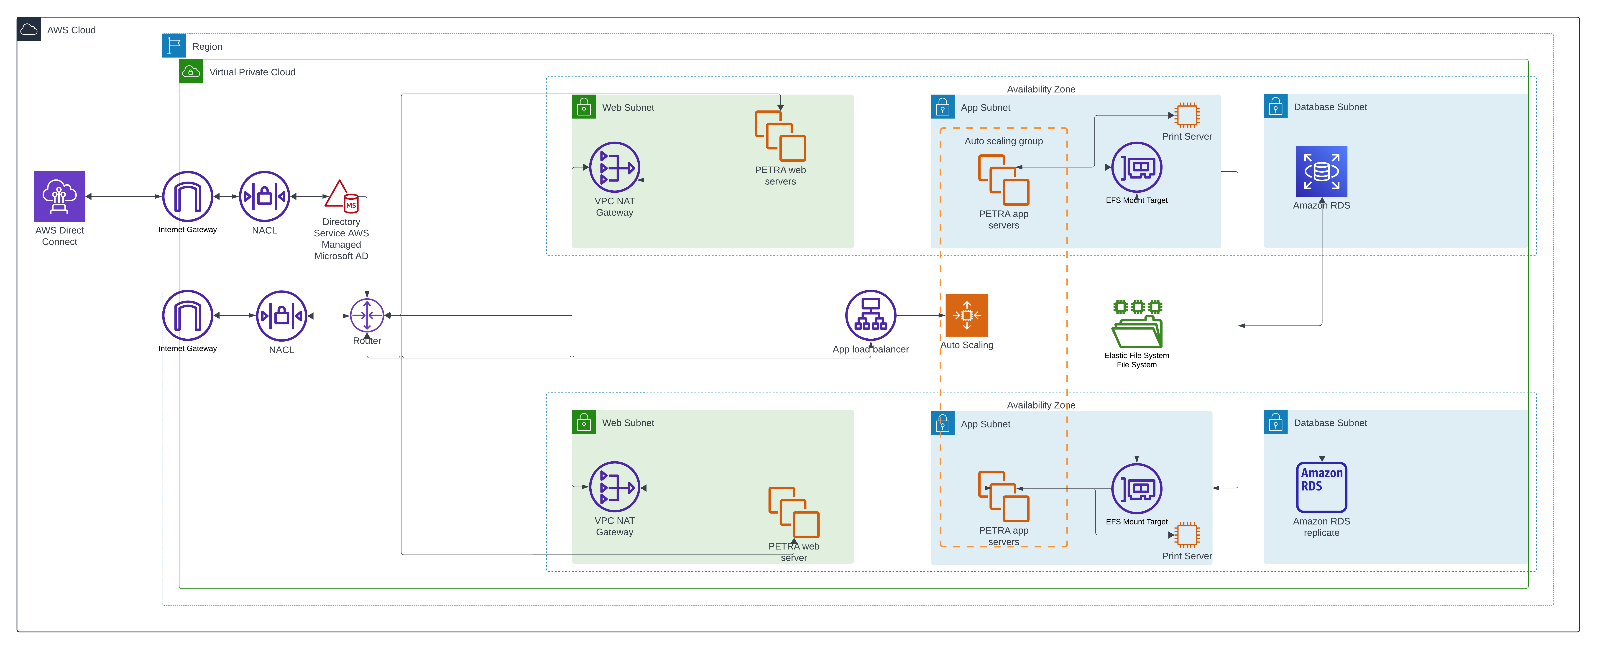 AWS Cloud
Region
Virtual Private Cloud
Availability Zone
Web Subnet
App Subnet
Database Subnet
Print Server
Auto scaling group
PETRA web
servers
VPC NAT
Gateway
PETRA app
servers
EFS Mount Target
Amazon RDS
AWS Direct
Connect
Internet Gateway
NACL
Directory
Service AWS
Managed
Microsoft AD
MS
Internet Gateway
NACL
Router
App load balancer
Auto Scaling
Elastic File System
File System
Availability Zone
Web Subnet
App Subnet
Database Subnet
Amazon
RDS
VPC NAT
Gateway
PETRA web
server
PETRA app
servers
EFS Mount Target
Print Server
Amazon RDS
replicate